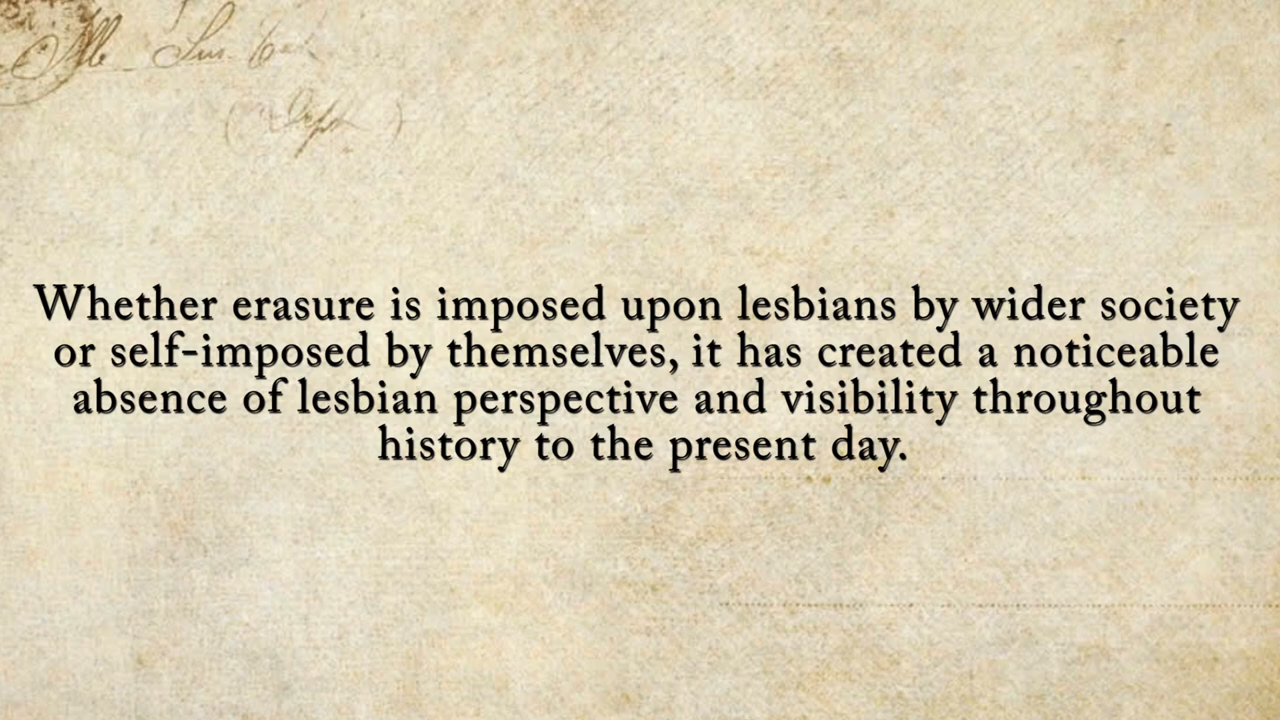 Whether erasure is imposed upon lesbians by wider society
or self-imposed by themselves, it has created a noticeable
absence of lesbian perspective and visibility throughout
history to the present day.